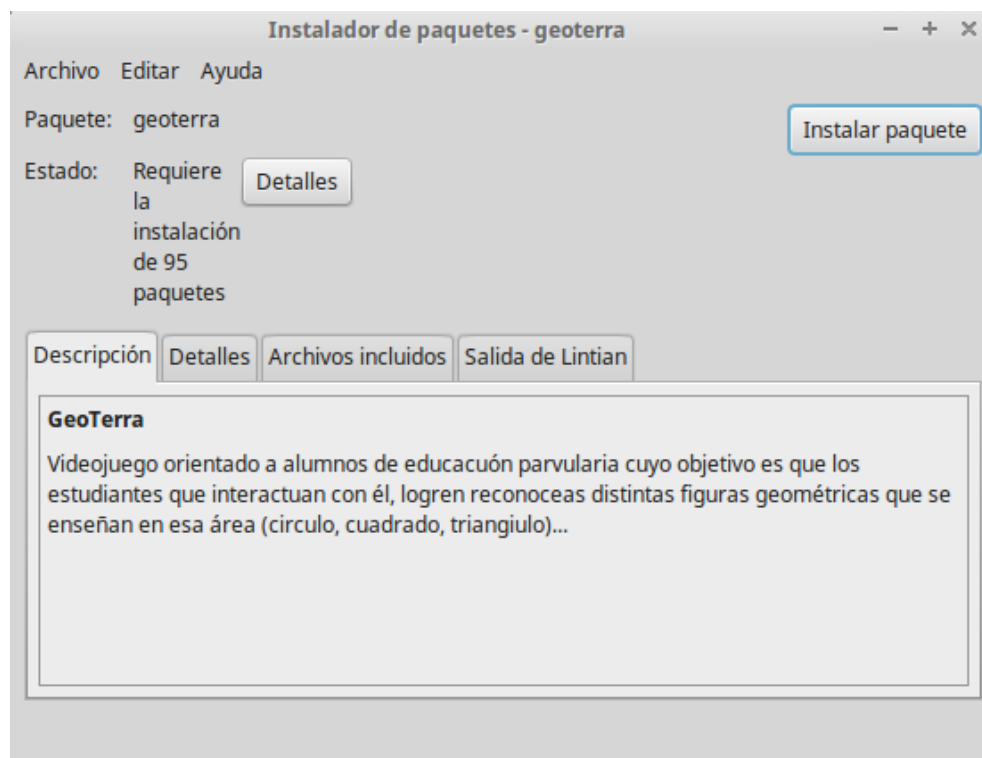 Instalador de paquetes - geoterra
Archivo Editar Ayuda
Paquete: geoterra
Instalar paquete
Estado: Requiere
la
instalación
de 95
paquetes
Detalles
Descripción Detalles Archivos incluidos Salida de Lintian
GeoTerra
Videojuego orientado a alumnos de educacuón parvularia cuyo objetivo es que los
estudiantes que interactuan con él, logren reconoceas distintas figuras geométricas que se
enseñan en esa área (circulo, cuadrado, triangiulo)...